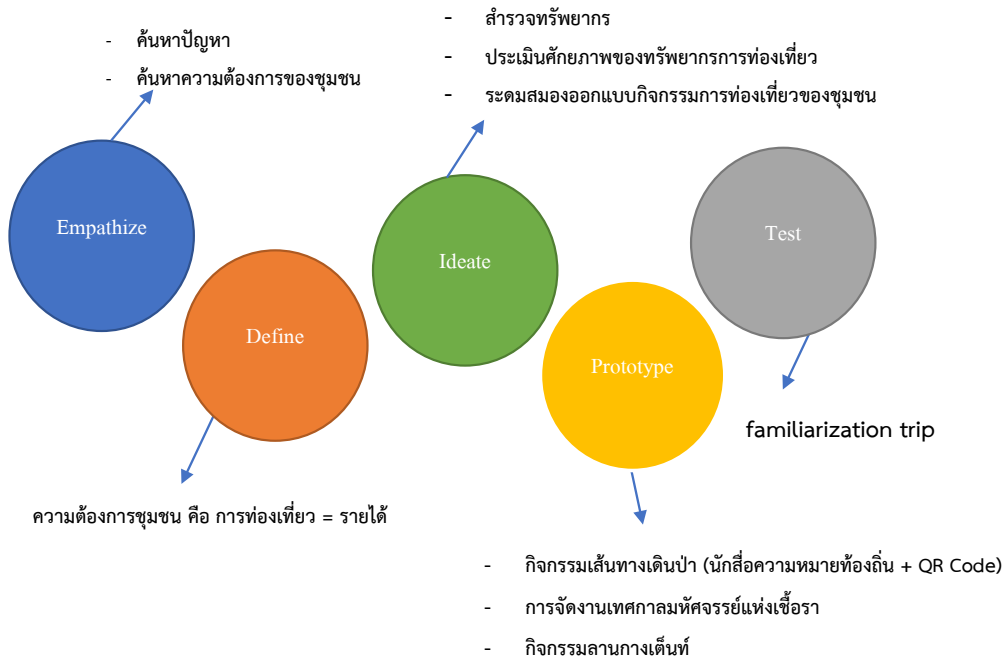 - ค้นหาปัญหา
- ค้นหาความต้องการของชุมชน
- สำรวจทรัพยากร
- ประเมินศักยภาพของทรัพยากรการท่องเที่ยว
- ระดมสมองออกแบบกิจกรรมการท่องเที่ยวของชุมชน
Empathize
Define
Ideate
Prototype
Test
familiarization trip
ความต้องการชุมชน คือ การท่องเที่ยว = รายได้
- กิจกรรมเส้นทางเดินป่า (นักสื่อความหมายท้องถิ่น + QR Code)
- การจัดงานเทศกาลมหัศจรรย์แห่งเชื้อรา
- กิจกรรมลานกางเต็นท์